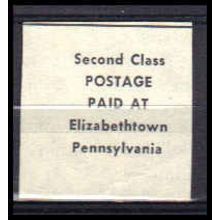 Second Class
POSTAGE
PAID AT
Elizabethtown
Pennsylvania